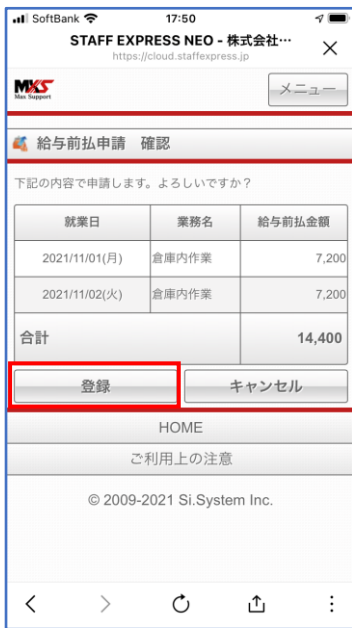 SoftBank 17:50
STAFF EXPRESS NEO - 株式会社…
https://cloud.staffexpress.jp
MKS
Max Support
メニュー
給与前払申請 確認
下記の内容で申請します。よろしいですか？
就業日 業務名 給与前払金額
2021/11/01(月) 倉庫内作業 7,200
2021/11/02(火) 倉庫内作業 7,200
合計 14,400
登録 キャンセル
HOME
ご利用上の注意
© 2009-2021 Si.System Inc.